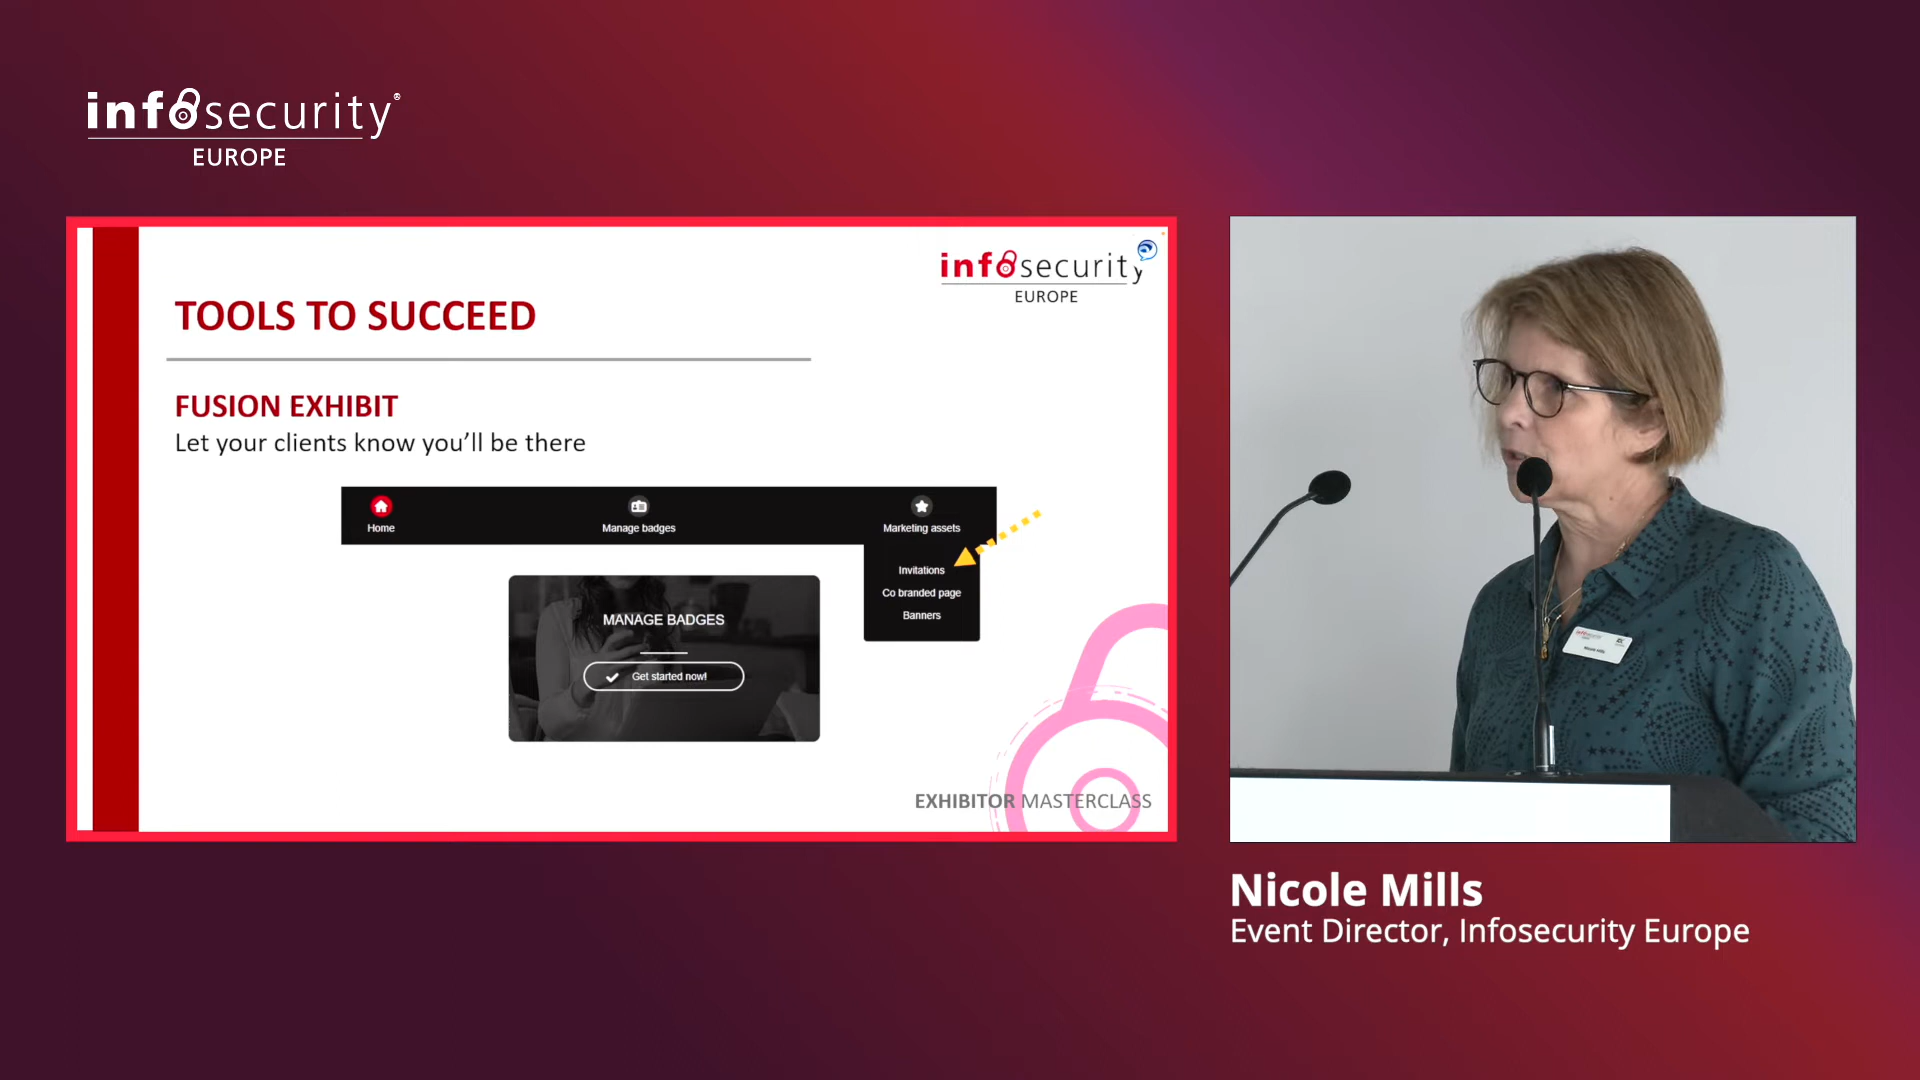 infosecurity®
EUROPE
infosecurity
EUROPE
TOOLS TO SUCCEED
FUSION EXHIBIT
Let your clients know you'll be there
Home
Manage badges
Marketing assets
Invitations
Co branded page
Banners
MANAGE BADGES
Get started now!
EXHIBITOR MASTERCLASS
Nicole Mills
Event Director, Infosecurity Europe